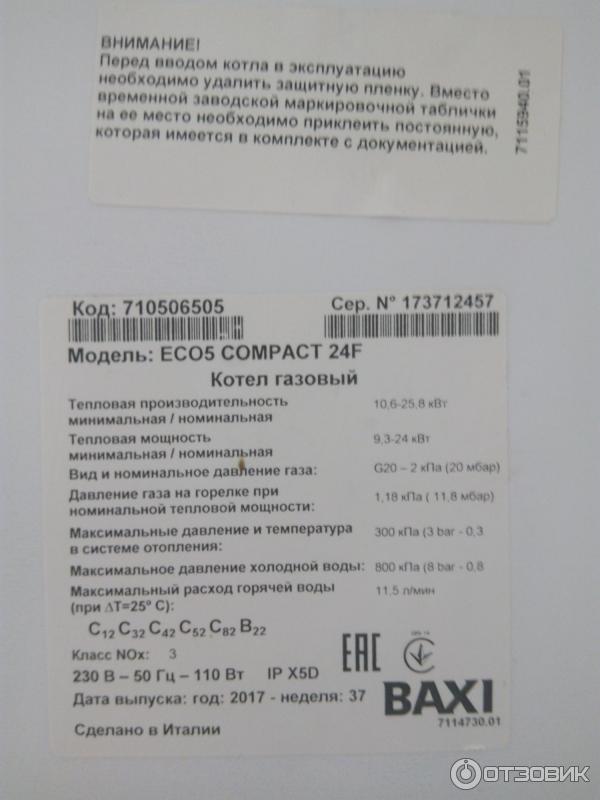 ВНИМАНИЕ!
Перед вводом котла в эксплуатацию
необходимо удалить защитную пленку. Вместо
временной заводской маркировочной таблички
на ее место необходимо приклеить постоянную,
которая имеется в комплекте с документацией.
7115940.01
Код: 710506505
Сер. N° 173712457
Модель: ECO5 COMPACT 24F
Котел газовый
Тепловая производительность
минимальная / номинальная
10,6-25,8 кВт
Тепловая мощность
минимальная / номинальная
9,3-24 кВт
Вид и номинальное давление газа:
G20 – 2 кПа (20 мбар)
Давление газа на горелке при
номинальной тепловой мощности:
1,18 кПа ( 11,8 мбар)
Максимальные давление и температура
в системе отопления:
300 кПа (3 bar - 0,3
Максимальное давление холодной воды:
800 кПа (8 bar - 0,8
Максимальный расход горячей воды
(при ΔT=25° C):
11,5 л/мин
C12 C32 C42 C52 C82 B22
Класс NOx: 3
EAC
230 В – 50 Гц – 110 Вт IP X5D
Дата выпуска: год: 2017 - неделя: 37
BAXI
7114730.01
Сделано в Италии
ОТЗОВИК